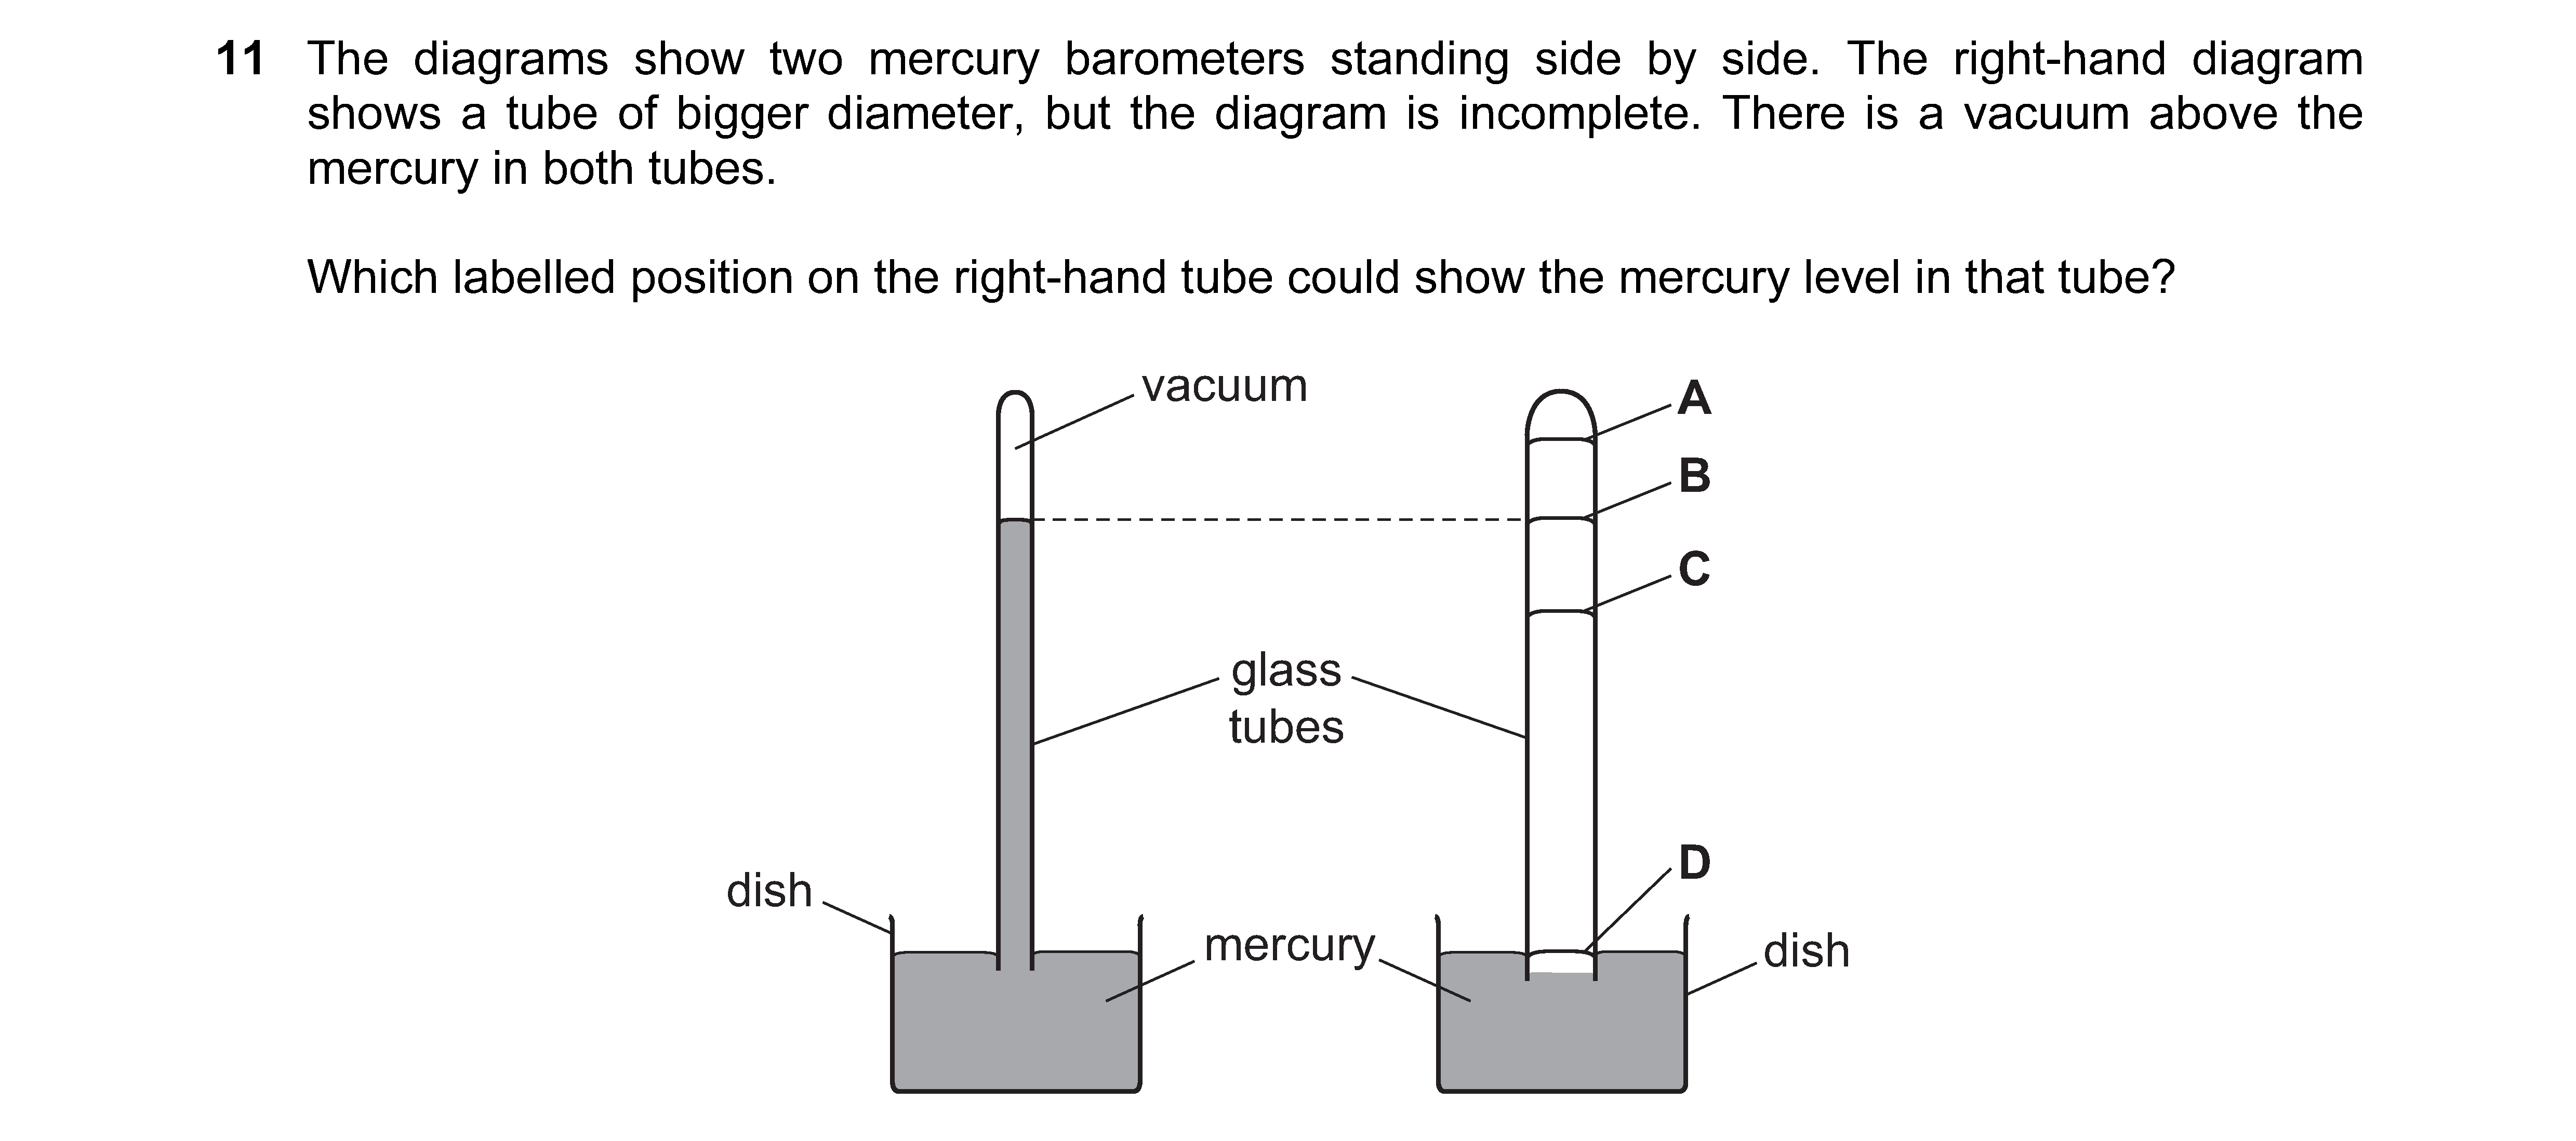 11 The diagrams show two mercury barometers standing side by side. The right-hand diagram
shows a tube of bigger diameter, but the diagram is incomplete. There is a vacuum above the
mercury in both tubes.
Which labelled position on the right-hand tube could show the mercury level in that tube?
vacuum
A
B
C
glass
tubes
D
dish
mercury
dish